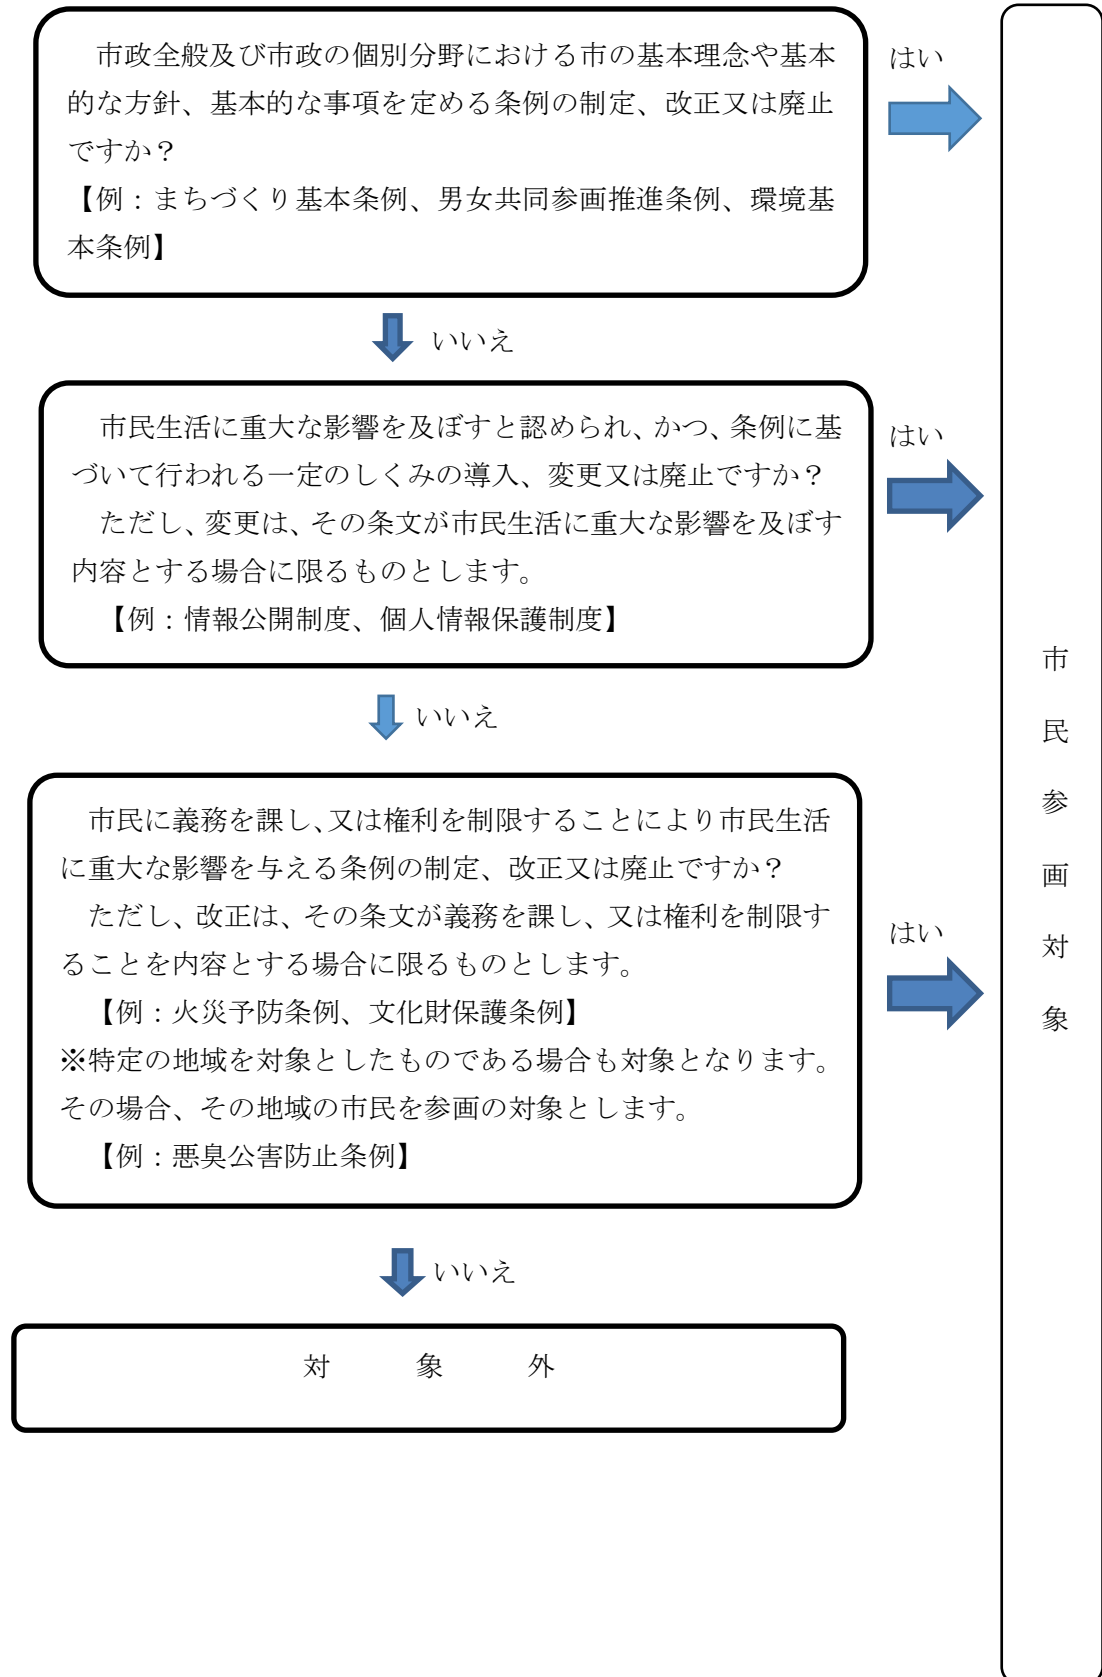 市政全般及び市政の個別分野における市の基本理念や基本
的な方針、基本的な事項を定める条例の制定、改正又は廃止
ですか？
【例：まちづくり基本条例、男女共同参画推進条例、環境基
本条例】
はい
いいえ
市民生活に重大な影響を及ぼすと認められ、かつ、条例に基
づいて行われる一定のしくみの導入、変更又は廃止ですか？
ただし、変更は、その条文が市民生活に重大な影響を及ぼす
内容とする場合に限るものとします。
【例：情報公開制度、個人情報保護制度】
はい
いいえ
市民に義務を課し、又は権利を制限することにより市民生活
に重大な影響を与える条例の制定、改正又は廃止ですか？
ただし、改正は、その条文が義務を課し、又は権利を制限す
ることを内容とする場合に限るものとします。
【例：火災予防条例、文化財保護条例】
※特定の地域を対象としたものである場合も対象となります。
その場合、その地域の市民を参画の対象とします。
【例：悪臭公害防止条例】
はい
いいえ
対　　象　　外
市民参画対象